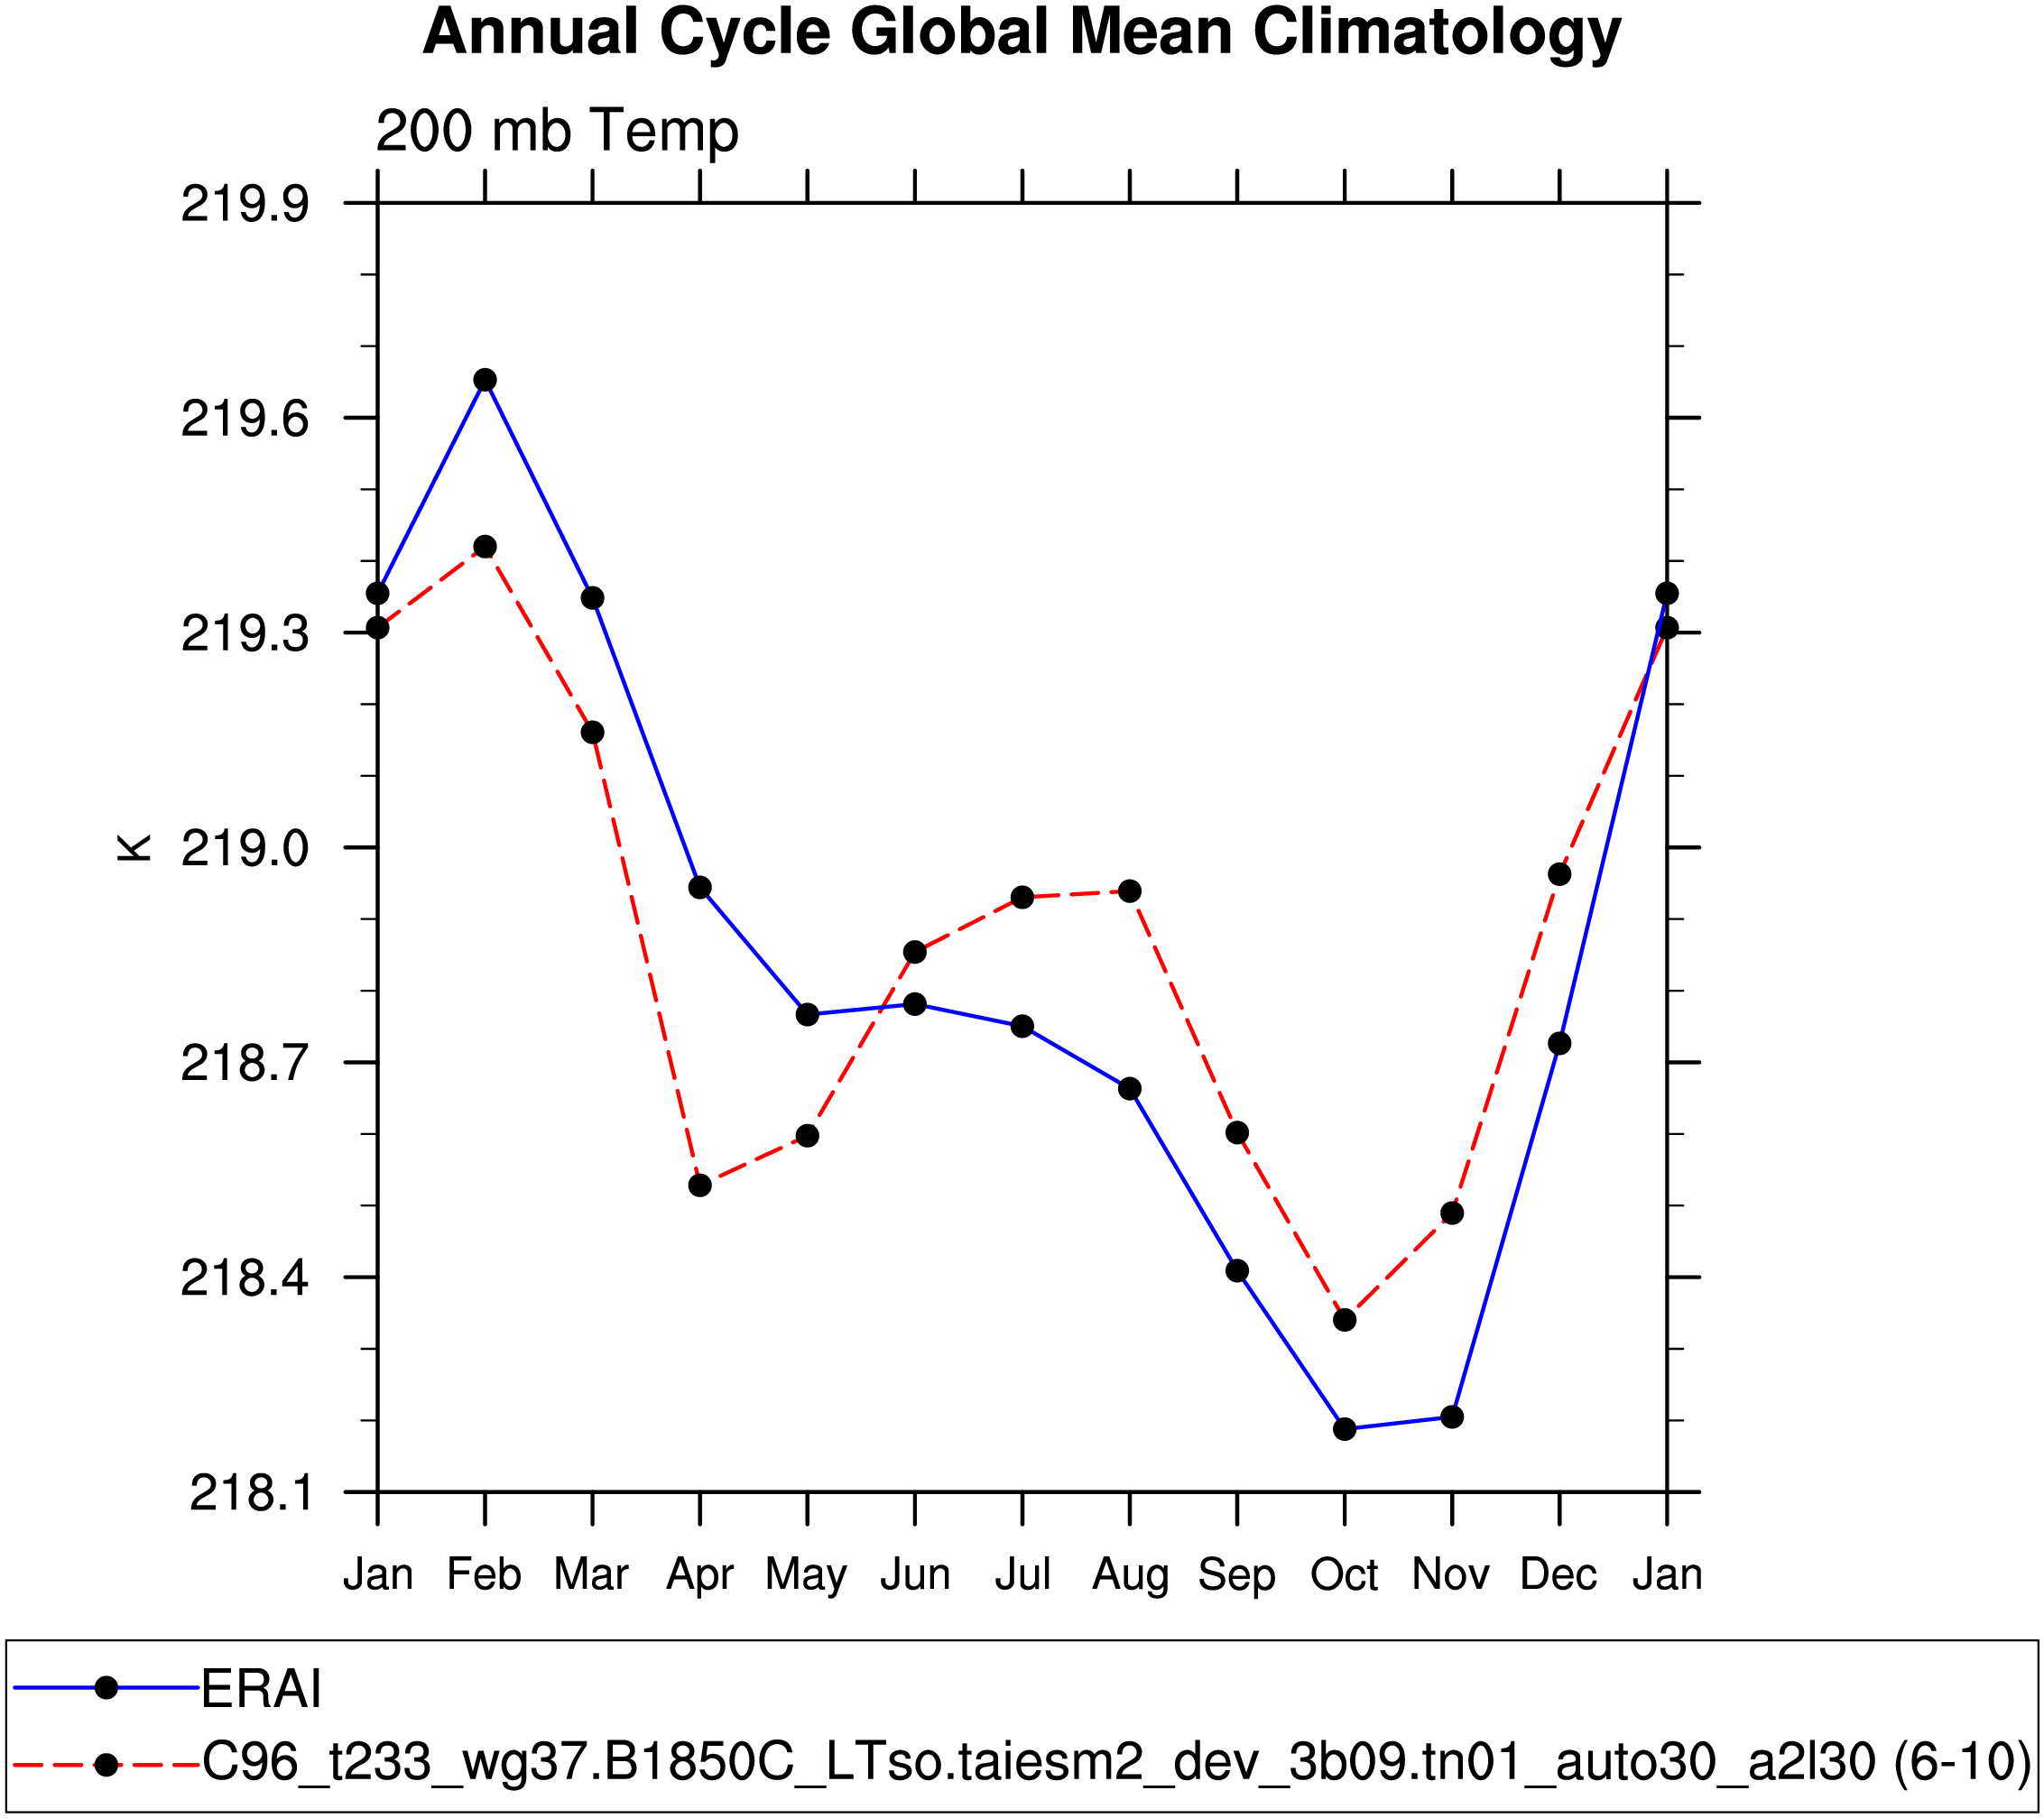 Annual Cycle Global Mean Climatology
200 mb Temp
219.9
219.6
219.3
219.0
218.7
218.4
218.1
K
Jan Feb Mar Apr May Jun Jul Aug Sep Oct Nov Dec Jan
ERAI
C96_t233_wg37.B1850C_LTso.taiesm2_dev_3b09.tn01_auto30_a2l30 (6-10)